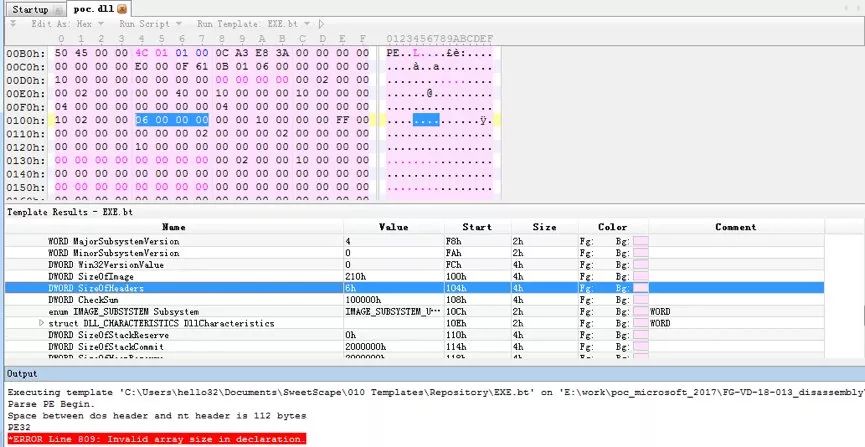 Startup poc.dll
Edit As: Hex Run Script Run Template: EXE.bt
0 1 2 3 4 5 6 7 8 9 A B C D E F 0123456789ABCDEF
00B0h: 50 45 00 00 4C 01 01 00 0C A3 E8 3A 00 00 00 00 PE..L....£è:....
00C0h: 00 00 00 00 E0 00 0F 61 0B 01 06 00 00 00 00 00 ....à..a........
00D0h: 10 00 00 00 00 00 00 00 00 00 00 00 00 02 00 00 ................
00E0h: 00 02 00 00 00 00 40 00 10 00 00 00 10 00 00 00 ......@.........
00F0h: 04 00 00 00 00 00 00 00 04 00 00 00 00 00 00 00 ................
0100h: 10 02 00 00 06 00 00 00 00 00 10 00 00 00 FF 00 ..............ÿ.
0110h: 00 00 00 00 00 00 00 02 00 00 00 02 00 00 00 00 ................
0120h: 00 00 00 00 10 00 00 00 00 00 00 00 00 00 00 00 ................
0130h: 00 00 00 00 00 00 00 00 00 02 00 00 10 00 00 00 ................
0140h: 00 00 00 00 00 00 00 00 00 00 00 00 00 00 00 00 ................
0150h: 00 00 00 00 00 00 00 00 00 00 00 00 00 00 00 00 ................
Template Results - EXE.bt
Name Value Start Size Color Comment
WORD MajorSubsystemVersion 4 F8h 2h Fg: Bg:
WORD MinorSubsystemVersion 0 FAh 2h Fg: Bg:
DWORD Win32VersionValue 0 FCh 4h Fg: Bg:
DWORD SizeOfImage 210h 100h 4h Fg: Bg:
DWORD SizeOfHeaders 6h 104h 4h Fg: Bg:
DWORD CheckSum 100000h 108h 4h Fg: Bg:
enum IMAGE_SUBSYSTEM Subsystem IMAGE_SUBSYSTEM_U... 10Ch 2h Fg: Bg: WORD
struct DLL_CHARACTERISTICS DllCharacteristics 10Eh 2h Fg: Bg: WORD
DWORD SizeOfStackReserve 0h 110h 4h Fg: Bg:
DWORD SizeOfStackCommit 2000000h 114h 4h Fg: Bg:
Output
Executing template 'C:\Users\hello32\Documents\SweetScape\010 Templates\Repository\EXE.bt' on 'E:\work\poc_microsoft_2017\FG-VD-18-013_disassembly
Parse PE Begin.
Space between dos header and nt header is 112 bytes
PE32
*ERROR Line 809: Invalid array size in declaration.